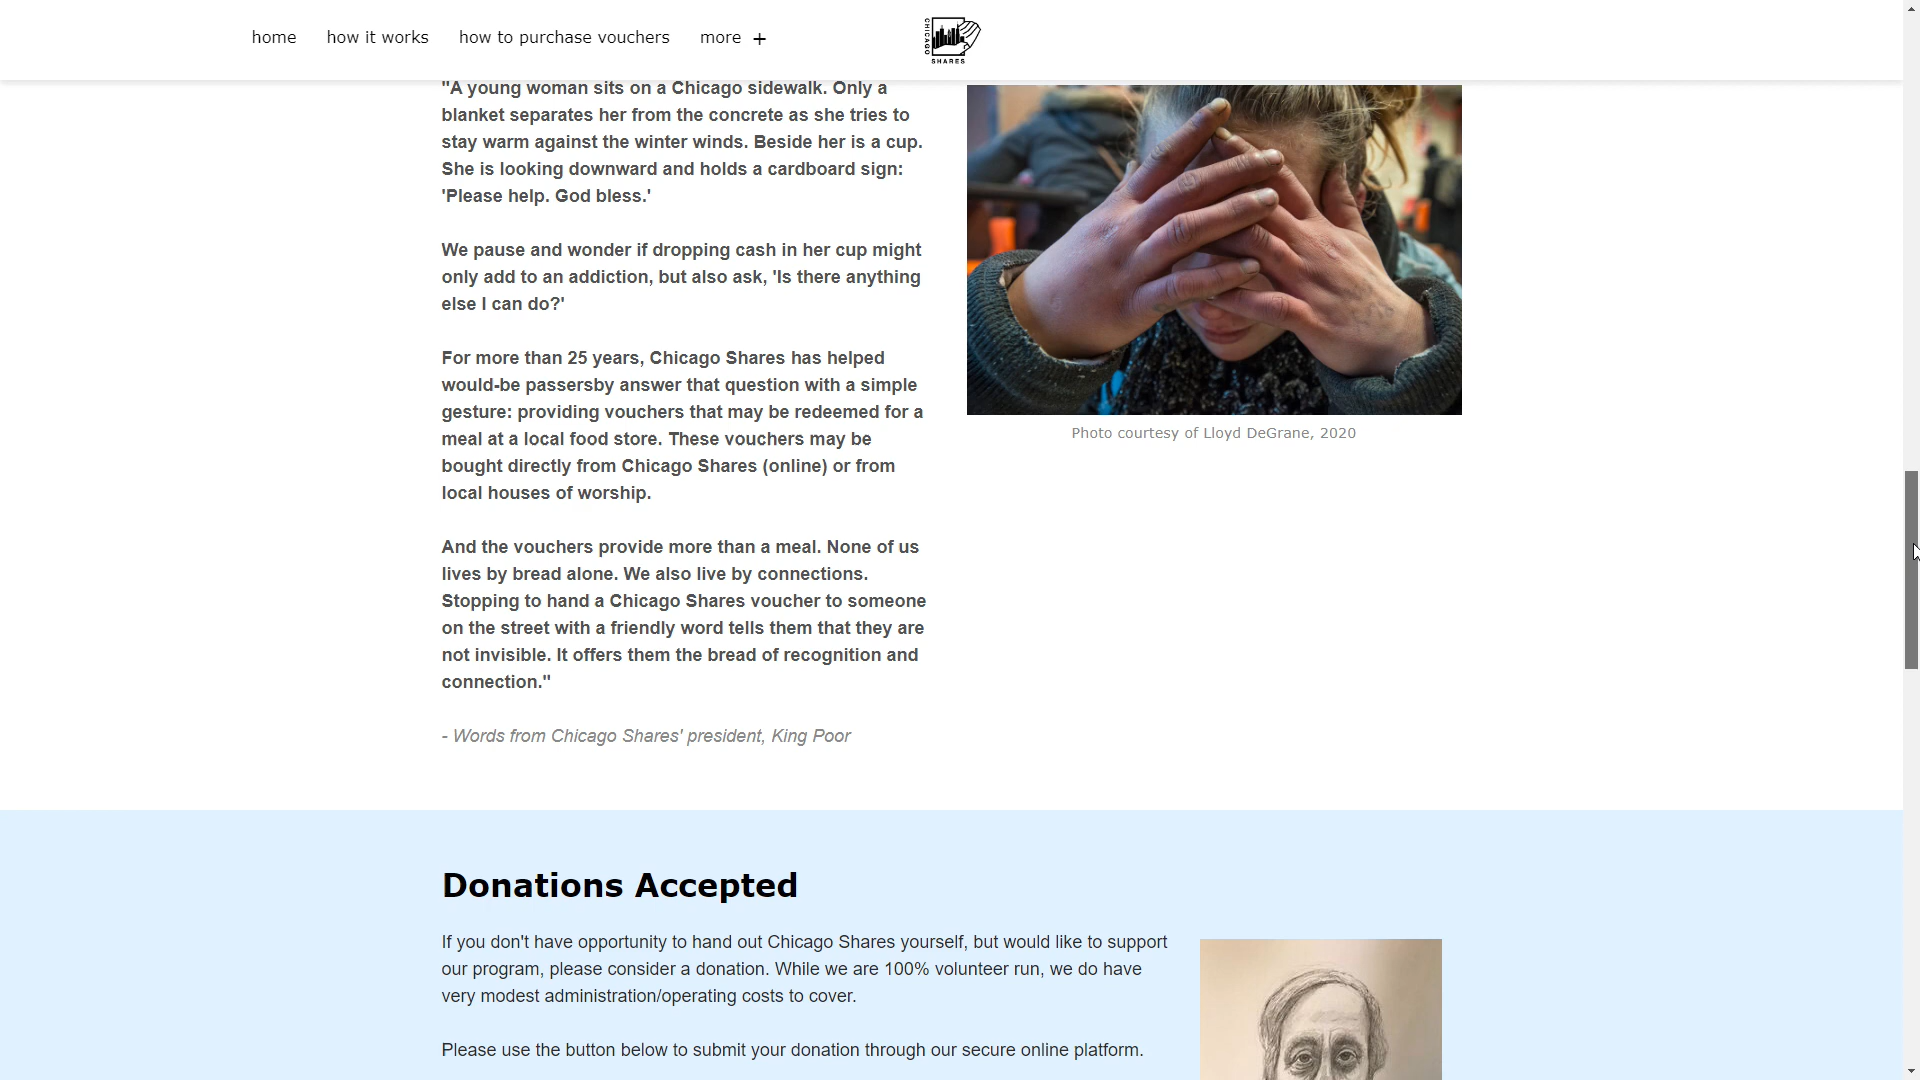 home
how it works
how to purchase vouchers
more +
CHICAGO
SHARES
"A young woman sits on a Chicago sidewalk. Only a
blanket separates her from the concrete as she tries to
stay warm against the winter winds. Beside her is a cup.
She is looking downward and holds a cardboard sign:
'Please help. God bless.'
We pause and wonder if dropping cash in her cup might
only add to an addiction, but also ask, 'Is there anything
else I can do?'
For more than 25 years, Chicago Shares has helped
would-be passersby answer that question with a simple
gesture: providing vouchers that may be redeemed for a
meal at a local food store. These vouchers may be
bought directly from Chicago Shares (online) or from
local houses of worship.
And the vouchers provide more than a meal. None of us
lives by bread alone. We also live by connections.
Stopping to hand a Chicago Shares voucher to someone
on the street with a friendly word tells them that they are
not invisible. It offers them the bread of recognition and
connection."
- Words from Chicago Shares' president, King Poor
Photo courtesy of Lloyd DeGrane, 2020
Donations Accepted
If you don't have opportunity to hand out Chicago Shares yourself, but would like to support
our program, please consider a donation. While we are 100% volunteer run, we do have
very modest administration/operating costs to cover.
Please use the button below to submit your donation through our secure online platform.